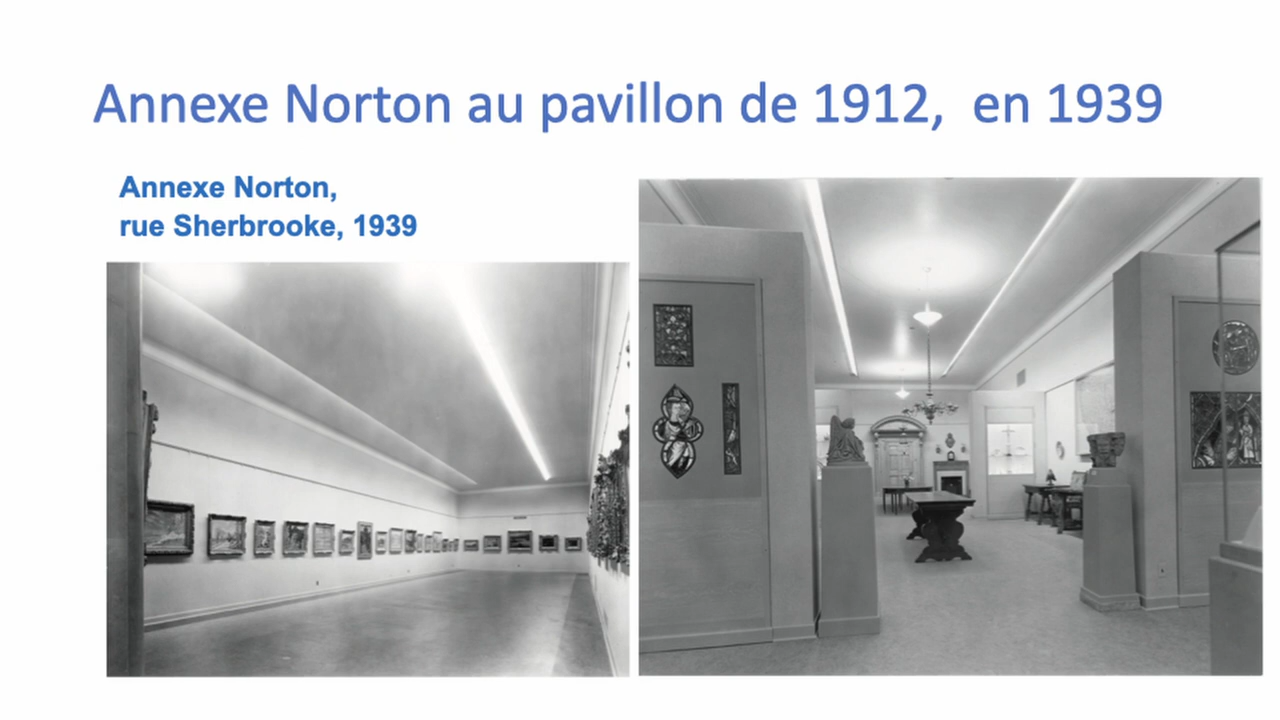 Annexe Norton au pavillon de 1912, en 1939
Annexe Norton,
rue Sherbrooke, 1939